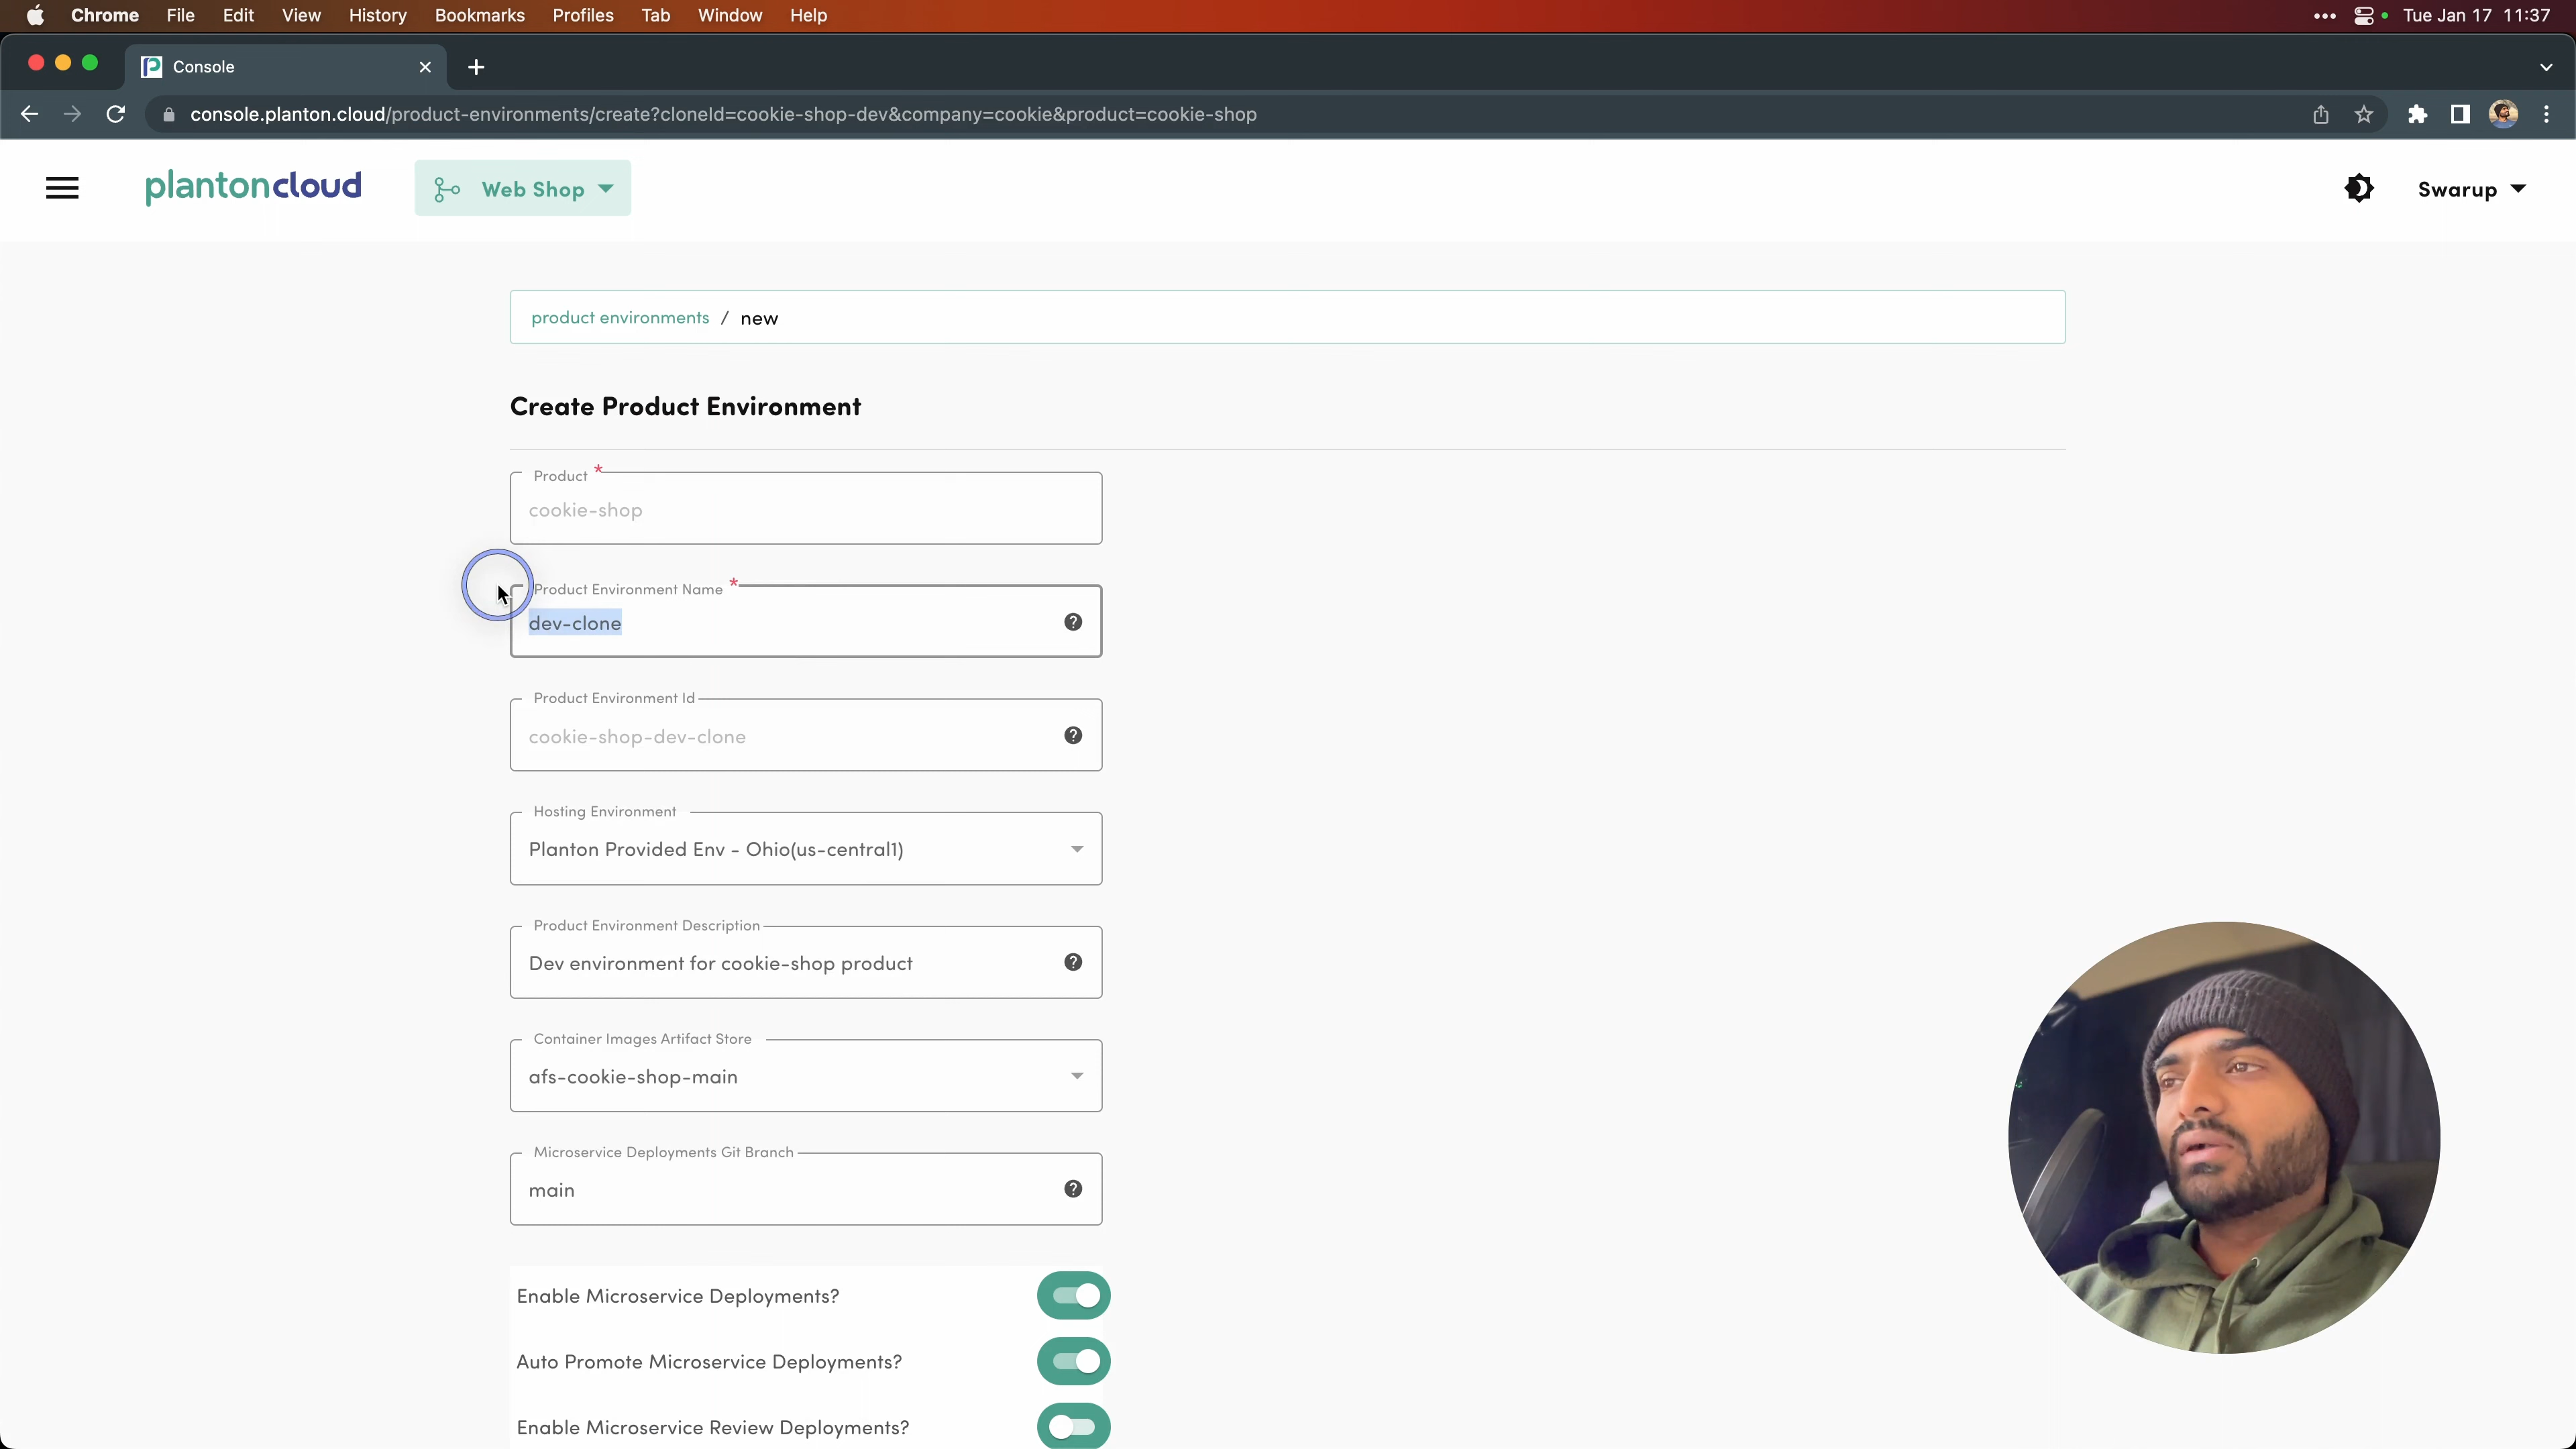 Chrome File Edit View History Bookmarks Profiles Tab Window Help Tue Jan 17 11:37
Console
console.planton.cloud/product-environments/create?cloneId=cookie-shop-dev&company=cookie&product=cookie-shop
plantoncloud Web Shop Swarup
product environments / new
Create Product Environment
Product *
cookie-shop
Product Environment Name *
dev-clone
Product Environment Id
cookie-shop-dev-clone
Hosting Environment
Planton Provided Env - Ohio(us-central1)
Product Environment Description
Dev environment for cookie-shop product
Container Images Artifact Store
afs-cookie-shop-main
Microservice Deployments Git Branch
main
Enable Microservice Deployments?
Auto Promote Microservice Deployments?
Enable Microservice Review Deployments?